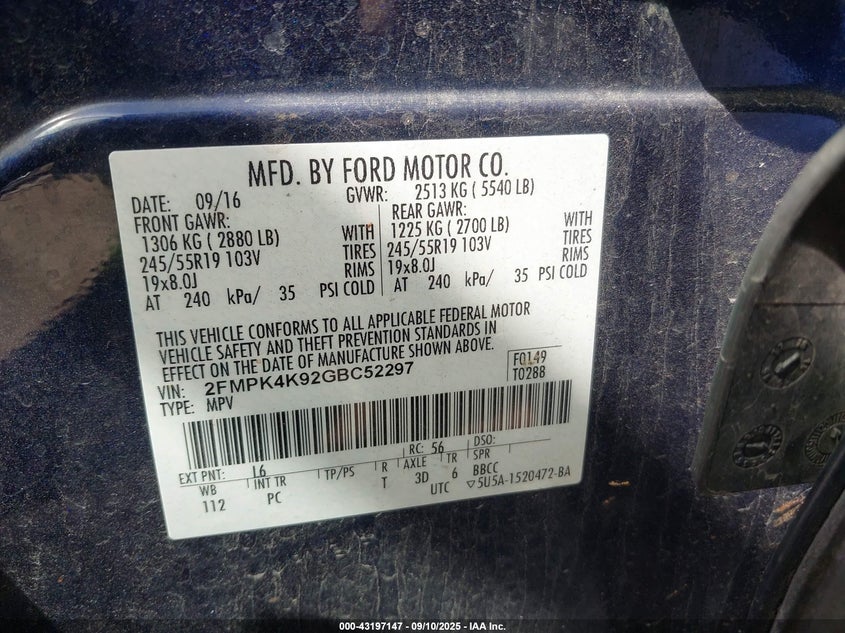 MFD. BY FORD MOTOR CO.
DATE: 09/16 GVWR: 2513 KG ( 5540 LB)
FRONT GAWR: REAR GAWR:
1306 KG ( 2880 LB) WITH 1225 KG ( 2700 LB) WITH
245/55R19 103V TIRES 245/55R19 103V TIRES
19x8.0J RIMS 19x8.0J RIMS
AT 240 kPa/ 35 PSI COLD AT 240 kPa/ 35 PSI COLD
THIS VEHICLE CONFORMS TO ALL APPLICABLE FEDERAL MOTOR
VEHICLE SAFETY AND THEFT PREVENTION STANDARDS IN
EFFECT ON THE DATE OF MANUFACTURE SHOWN ABOVE.
F0149
T0288
VIN: 2FMPK4K92GBC52297
TYPE: MPV
RC: 56 DSO:
EXT PNT: L6 TP/PS R AXLE TR SPR
WB INT TR T 3D 6 BBCC
112 PC UTC ▽5U5A-1520472-BA
000-43197147 - 09/10/2025 - IAA Inc.